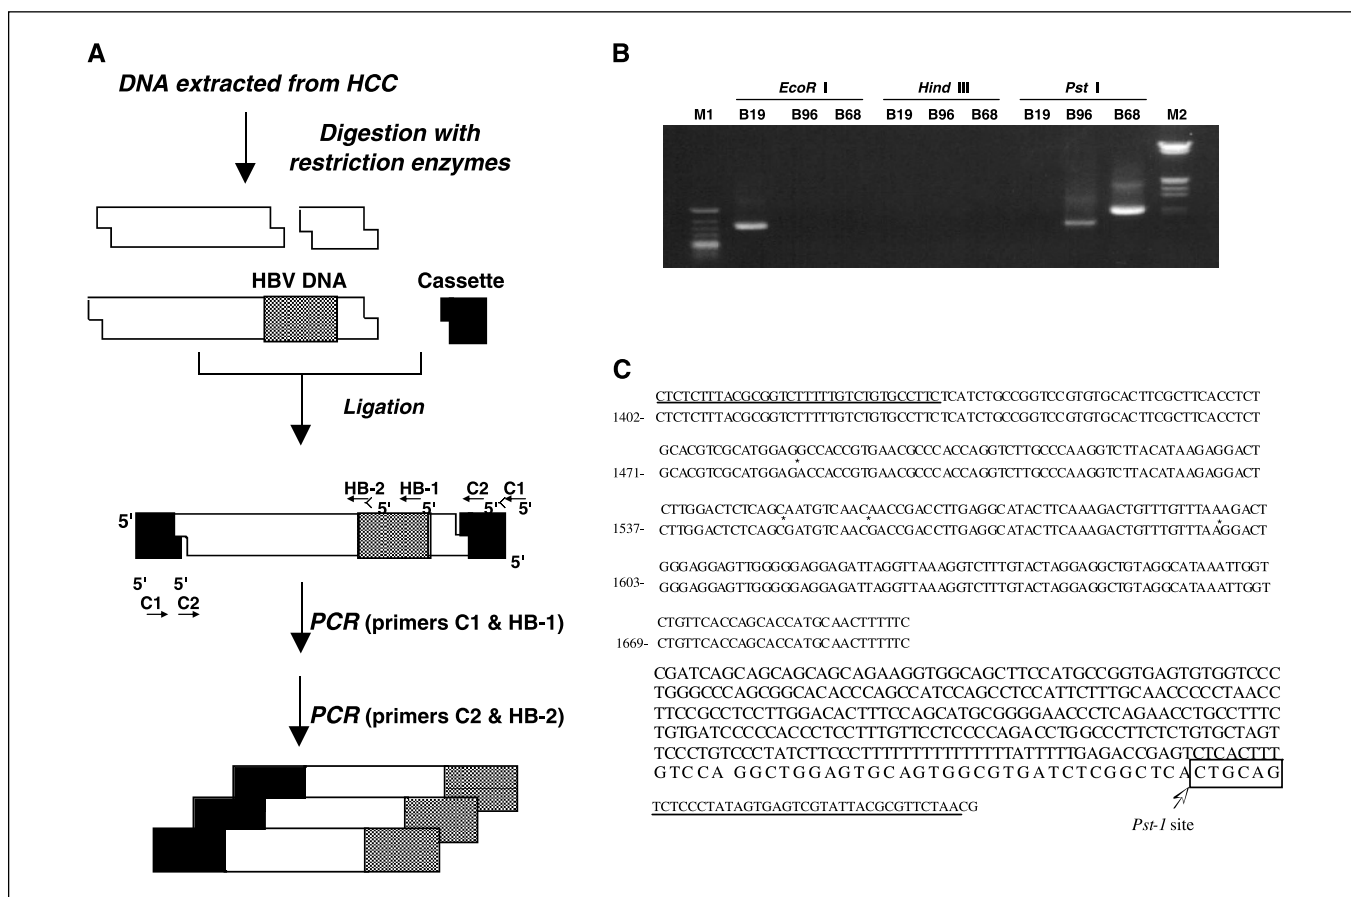 A
DNA extracted from HCC
Digestion with
restriction enzymes
HBV DNA
Cassette
Ligation
HB-2 HB-1 C2 C1
5' 5' 5' 5'
5'
5'
5' 5'
C1 C2
PCR (primers C1 & HB-1)
PCR (primers C2 & HB-2)
B
EcoR I Hind III Pst I
M1 B19 B96 B68 B19 B96 B68 B19 B96 B68 M2
C
CTCTCTTTACGCGGTCTTTTTGTCTGTGCCTTCTCATCTGCCGGTCCGTGTGCACTTCGCTTCACCTCT
1402- CTCTCTTTACGCGGTCTTTTTGTCTGTGCCTTCTCATCTGCCGGTCCGTGTGCACTTCGCTTCACCTCT
GCACGTCGCATGGAGGCCACCGTGAACGCCCACCAGGTCTTGCCCAAGGTCTTACATAAGAGGACT
*
1471- GCACGTCGCATGGAGACCACCGTGAACGCCCACCAGGTCTTGCCCAAGGTCTTACATAAGAGGACT
CTTGGACTCTCAGCAATGTCAACAACCGACCTTGAGGCATACTTCAAAGACTGTTTGTTTAAAGACT
* * *
1537- CTTGGACTCTCAGCGATGTCAACGACCGACCTTGAGGCATACTTCAAAGACTGTTTGTTTAAGGACT
GGGAGGAGTTGGGGGAGGAGATTAGGTTAAAGGTCTTTGTACTAGGAGGCTGTAGGCATAAATTGGT
1603- GGGAGGAGTTGGGGGAGGAGATTAGGTTAAAGGTCTTTGTACTAGGAGGCTGTAGGCATAAATTGGT
CTGTTCACCAGCACCATGCAACTTTTTC
1669- CTGTTCACCAGCACCATGCAACTTTTTC
CGATCAGCAGCAGCAGCAGAAGGTGGCAGCTTCCATGCCGGTGAGTGTGGTCCC
TGGGCCCAGCGGCACACCCAGCCATCCAGCCTCCATTCTTTGCAACCCCCTAACC
TTCCGCCTCCTTGGACACTTTCCAGCATGCGGGGAACCCTCAGAACCTGCCTTTC
TGTGATCCCCCACCCTCCTTTGTTCCTCCCCAGACCTGGCCCTTCTCTGTGCTAGT
TCCCTGTCCCTATCTTCCCTTTTTTTTTTTTTTTTATTTTTGAGACCGAGTCTCACTTT
GTCCA GGCTGGAGTGCAGTGGCGTGATCTCGGCTCACTGCAG
TCTCCCTATAGTGAGTCGTATTACGCGTTCTAACG
Pst-1 site